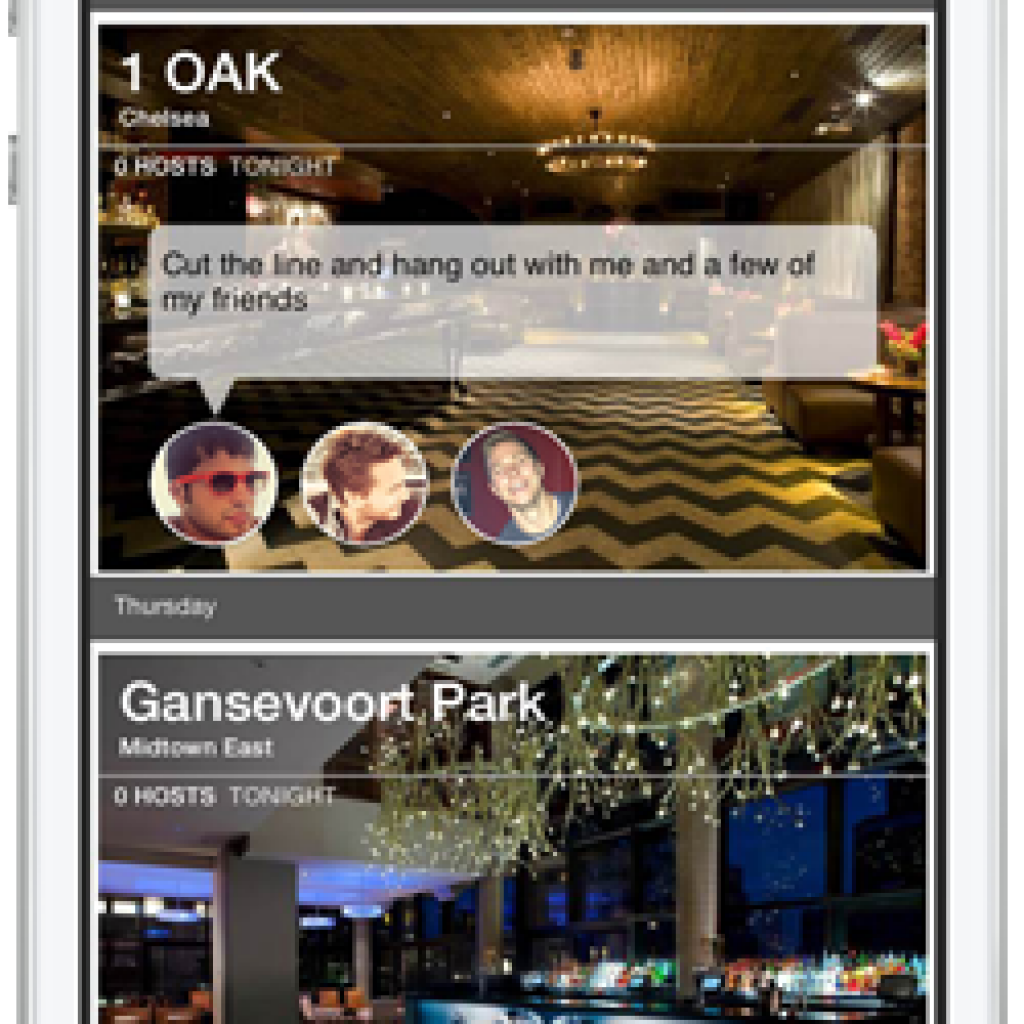 1 OAK
Chelsea
0 HOSTS TONIGHT
Cut the line and hang out with me and a few of
my friends
Thursday
Gansevoort Park
Midtown East
0 HOSTS TONIGHT